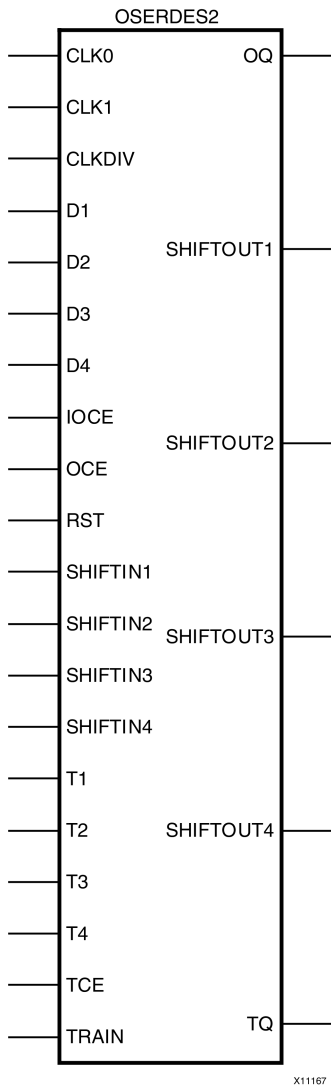 OSERDES2
CLK0
OQ
CLK1
CLKDIV
D1
SHIFTOUT1
D2
D3
D4
IOCE
SHIFTOUT2
OCE
RST
SHIFTIN1
SHIFTIN2
SHIFTOUT3
SHIFTIN3
SHIFTIN4
T1
T2
SHIFTOUT4
T3
T4
TCE
TQ
TRAIN
X11167